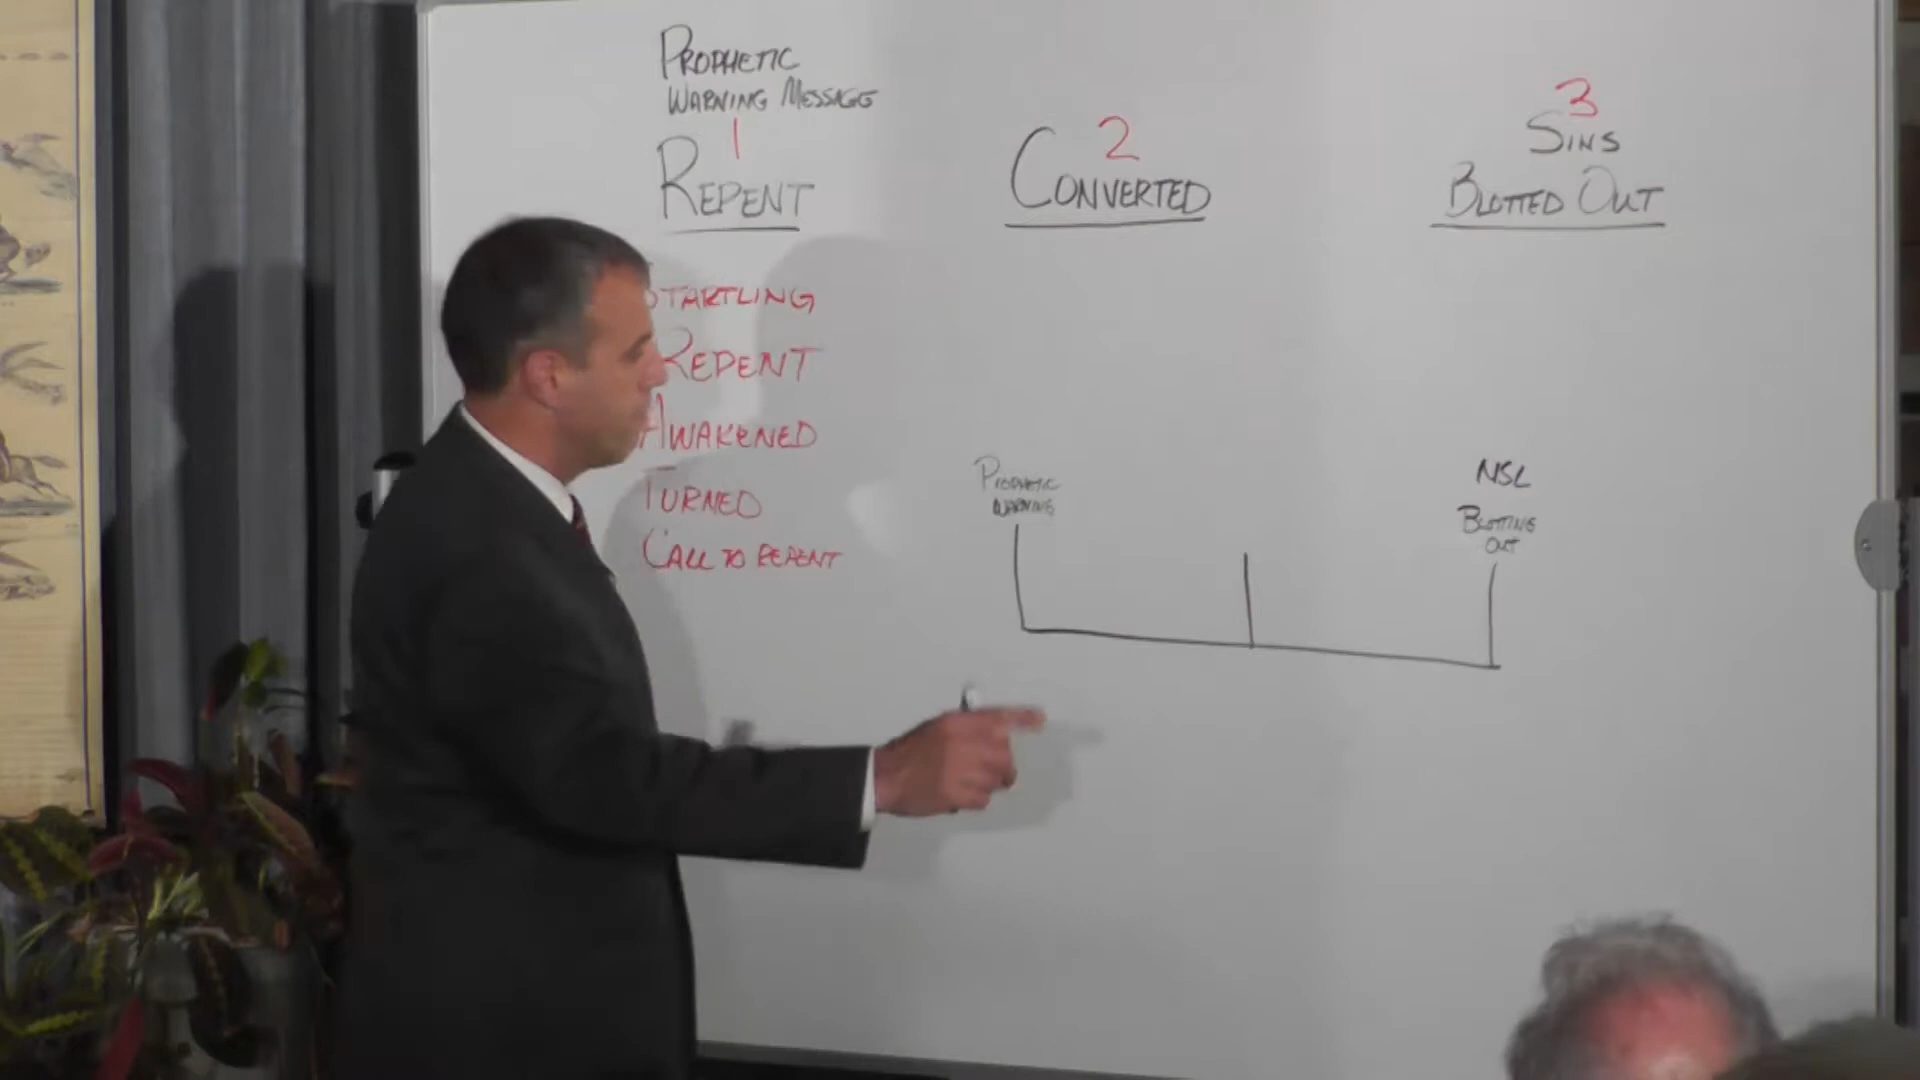 PROPHETIC
WARNING MESSAGE
1
REPENT
2
CONVERTED
3
SINS
BLOTTED OUT
STARTLING
REPENT
AWAKENED
TURNED
CALL TO REPENT
PROPHETIC
WARNING
NSL
BLOTTING
OUT